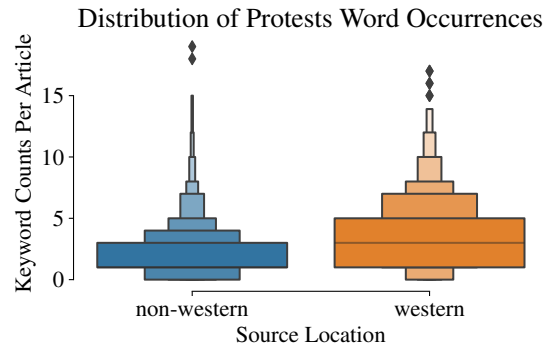 Distribution of Protests Word Occurrences
Keyword Counts Per Article
15
10
5
0
non-western
western
Source Location